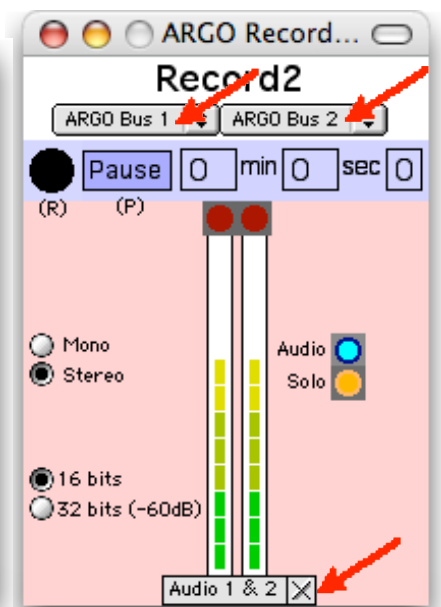 ARGO Record...
Record2
ARGO Bus 1 ARGO Bus 2
Pause 0 min 0 sec 0
(R) (P)
Mono
Stereo
Audio
Solo
16 bits
32 bits (-60dB)
Audio 1 & 2